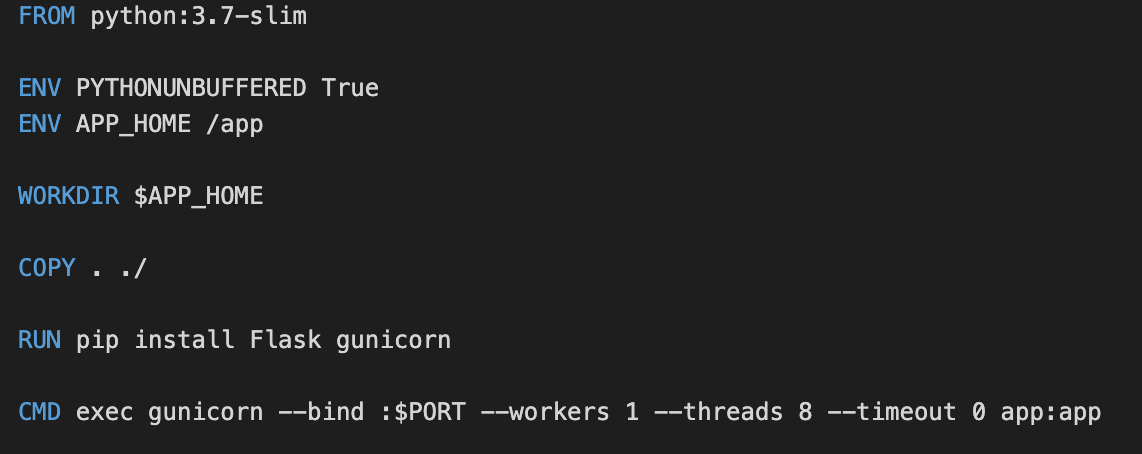 FROM python:3.7-slim
ENV PYTHONUNBUFFERED True
ENV APP_HOME /app
WORKDIR $APP_HOME
COPY . ../
RUN pip install Flask gunicorn
CMD exec gunicorn --bind :$PORT --workers 1 --threads 8 --timeout 0 app:app